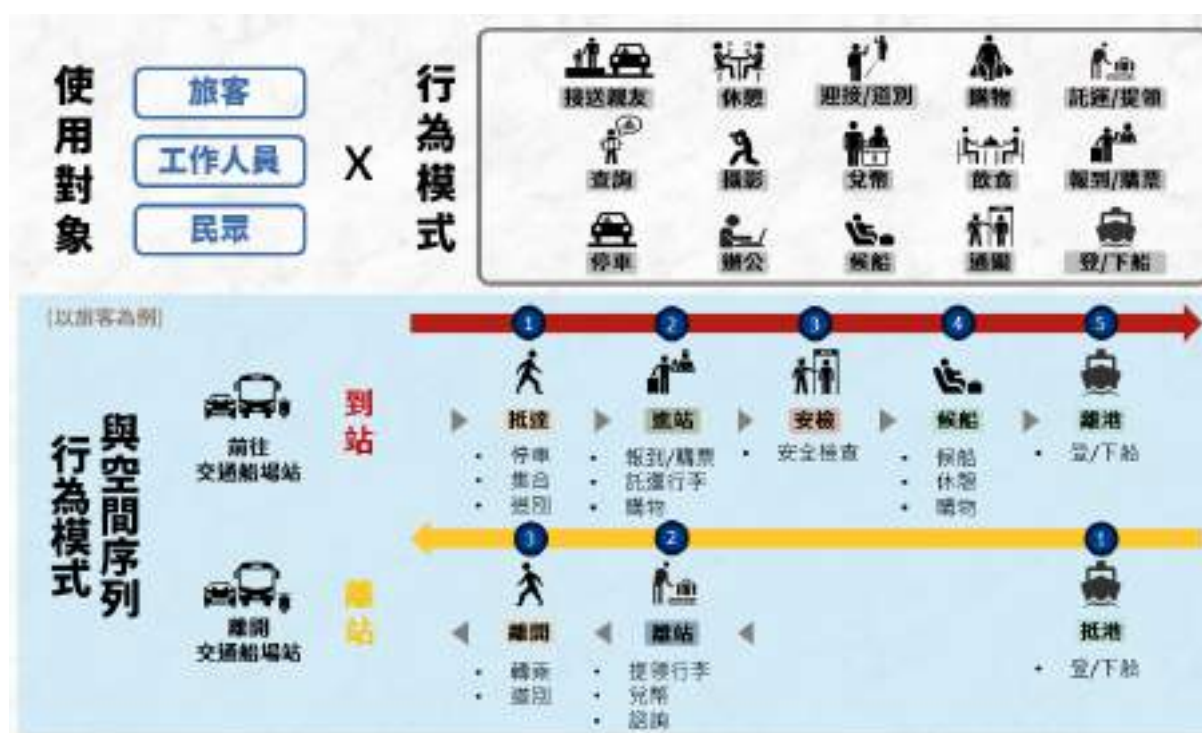 使用對象
旅客
工作人員
民眾
X
行為模式
接送親友 休憩 迎接/道別 購物 託運/提領
查詢 攝影 兌幣 飲食 報到/購票
停車 辦公 候船 通關 登/下船
(以旅客為例)
行為模式
與空間序列
前往
交通船場站
到站
1 2 3 4 5
抵達 進站 安檢 候船 離港
• 停車 • 報到/購票 • 安全檢查 • 候船 • 登/下船
• 集合 • 託運行李 • 休憩
• 道別 • 購物 • 購物
離開
交通船場站
離站
3 2 1
離開 離站 抵港
• 轉乘 • 提領行李 • 登/下船
• 道別 • 兌幣
• 諮詢